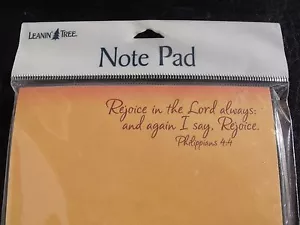 LEANIN' TREE
Note Pad
Rejoice in the Lord always:
and again I say, Rejoice.
Philippians 4:4